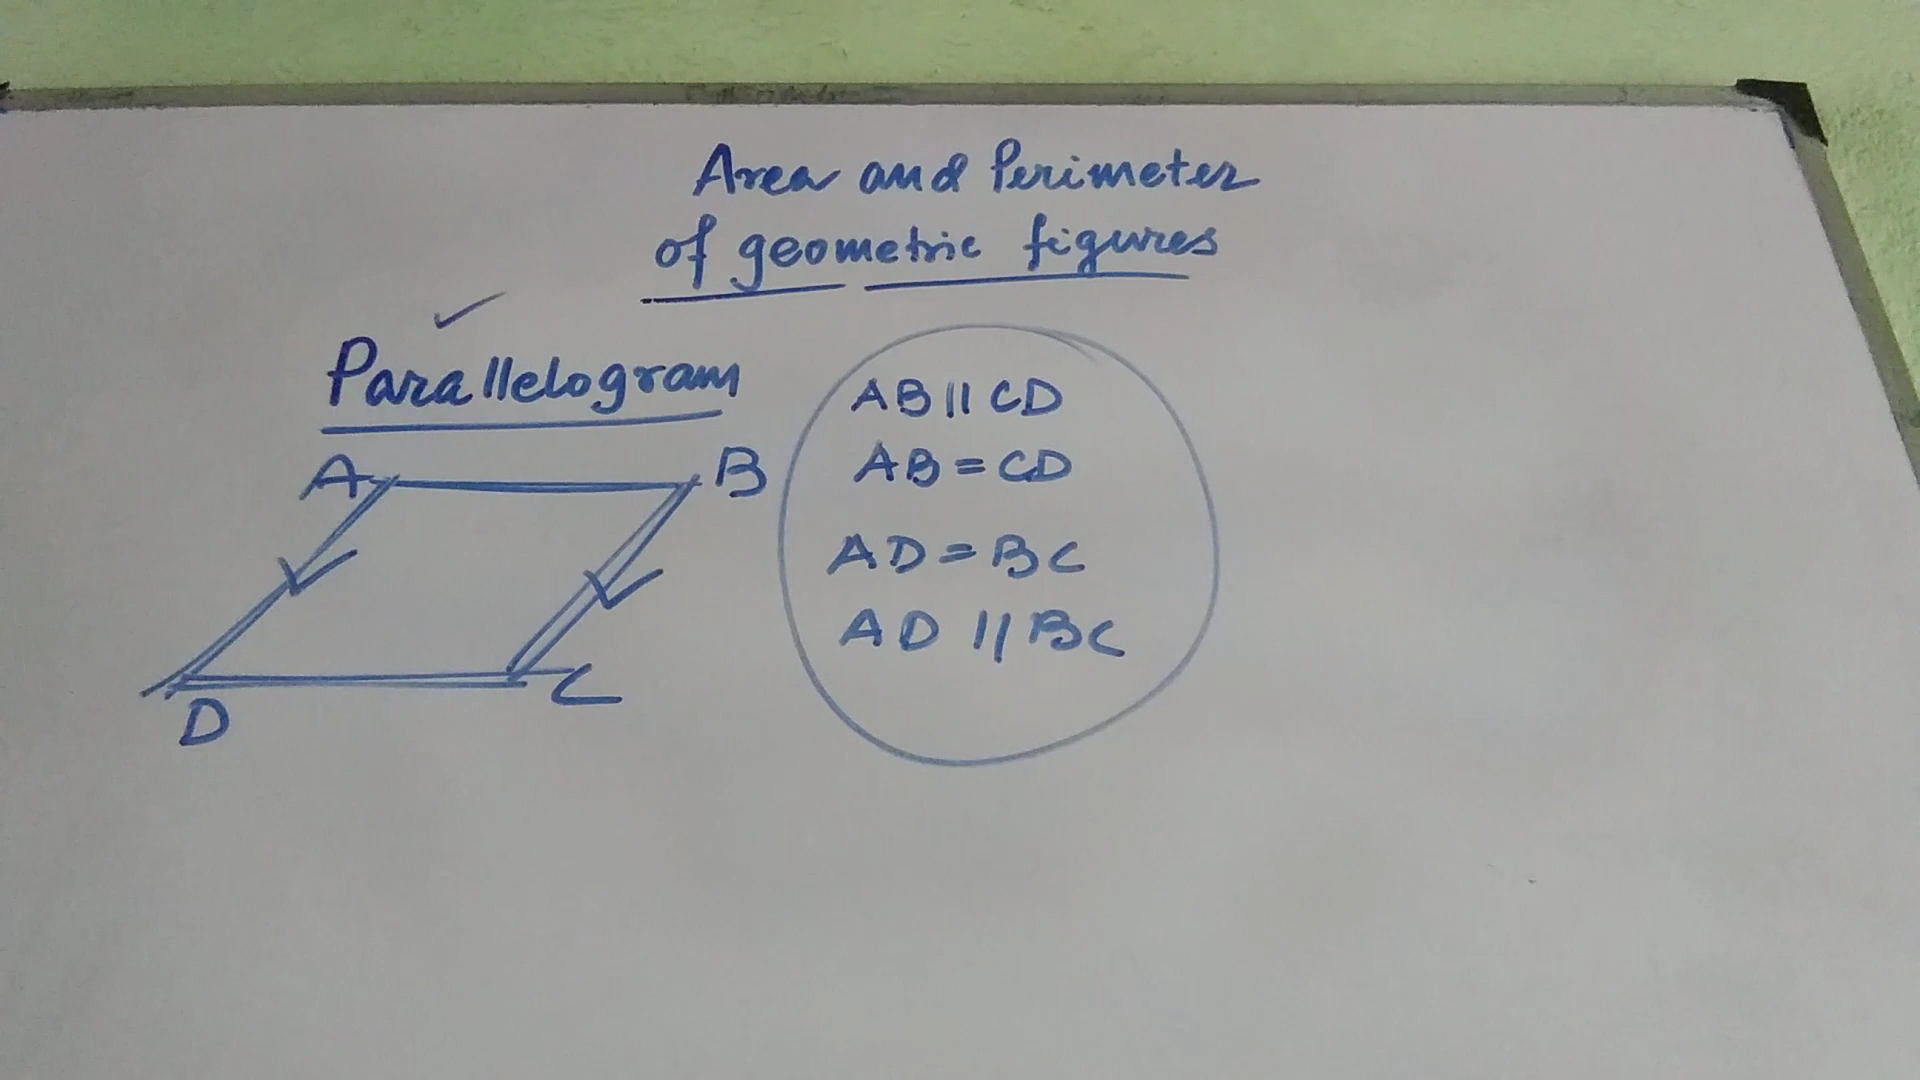 Area and Perimeter
of geometric figures
Parallelogram
A B
D C
AB || CD
AB = CD
AD = BC
AD || BC